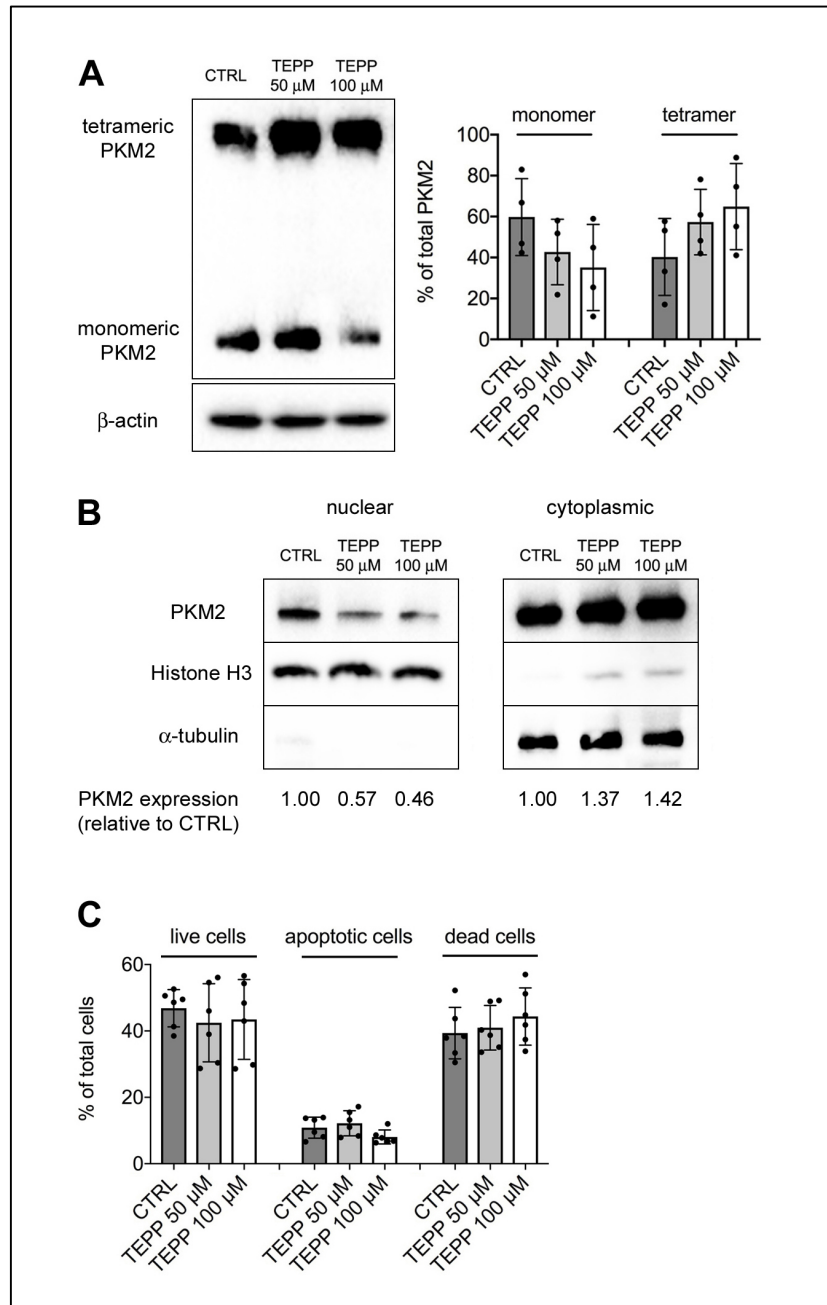 A
CTRL
TEPP
50 μM
TEPP
100 μM
tetrameric
PKM2
monomeric
PKM2
β-actin
monomer
tetramer
% of total PKM2
100
80
60
40
20
0
CTRL
TEPP 50 μM
TEPP 100 μM
CTRL
TEPP 50 μM
TEPP 100 μM
B
nuclear
cytoplasmic
CTRL
TEPP
50 μM
TEPP
100 μM
CTRL
TEPP
50 μM
TEPP
100 μM
PKM2
Histone H3
α-tubulin
PKM2 expression
(relative to CTRL)
1.00 0.57 0.46
1.00 1.37 1.42
C
live cells
apoptotic cells
dead cells
% of total cells
60
40
20
0
CTRL
TEPP 50 μM
TEPP 100 μM
CTRL
TEPP 50 μM
TEPP 100 μM
CTRL
TEPP 50 μM
TEPP 100 μM